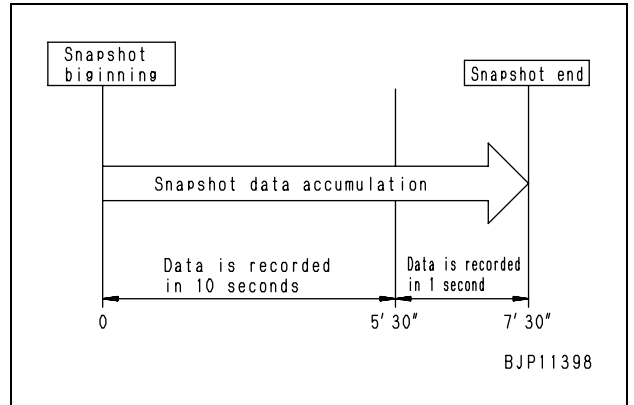 Snapshot
biginning
Snapshot end
Snapshot data accumulation
Data is recorded
in 10 seconds
Data is recorded
in 1 second
0
5' 30"
7' 30"
BJP11398